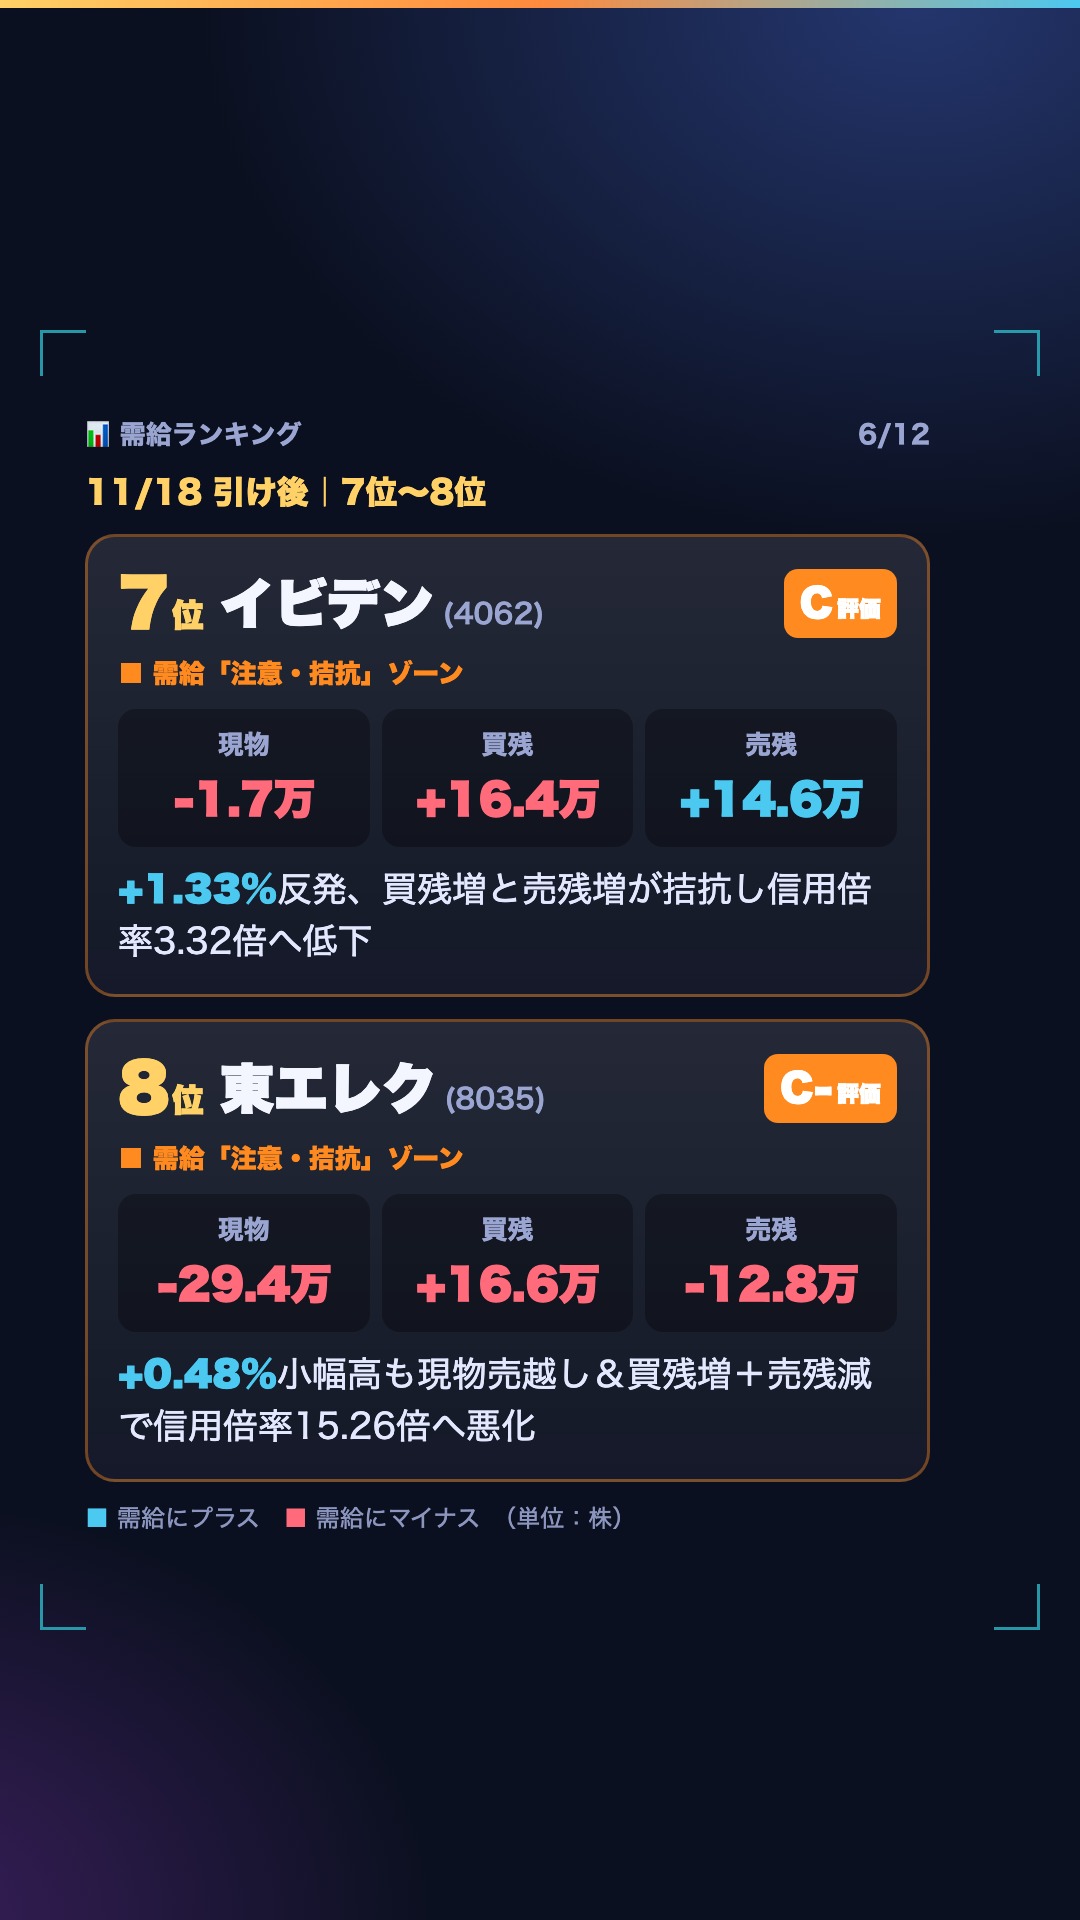 需給ランキング 6/12
11/18 引け後｜7位〜8位
7位 イビデン (4062) C 評価
■ 需給「注意・拮抗」ゾーン
現物 買残 売残
-1.7万 +16.4万 +14.6万
+1.33%反発、買残増と売残増が拮抗し信用倍
率3.32倍へ低下
8位 東エレク (8035) C- 評価
■ 需給「注意・拮抗」ゾーン
現物 買残 売残
-29.4万 +16.6万 -12.8万
+0.48%小幅高も現物売越し＆買残増＋売残減
で信用倍率15.26倍へ悪化
■ 需給にプラス ■ 需給にマイナス （単位：株）